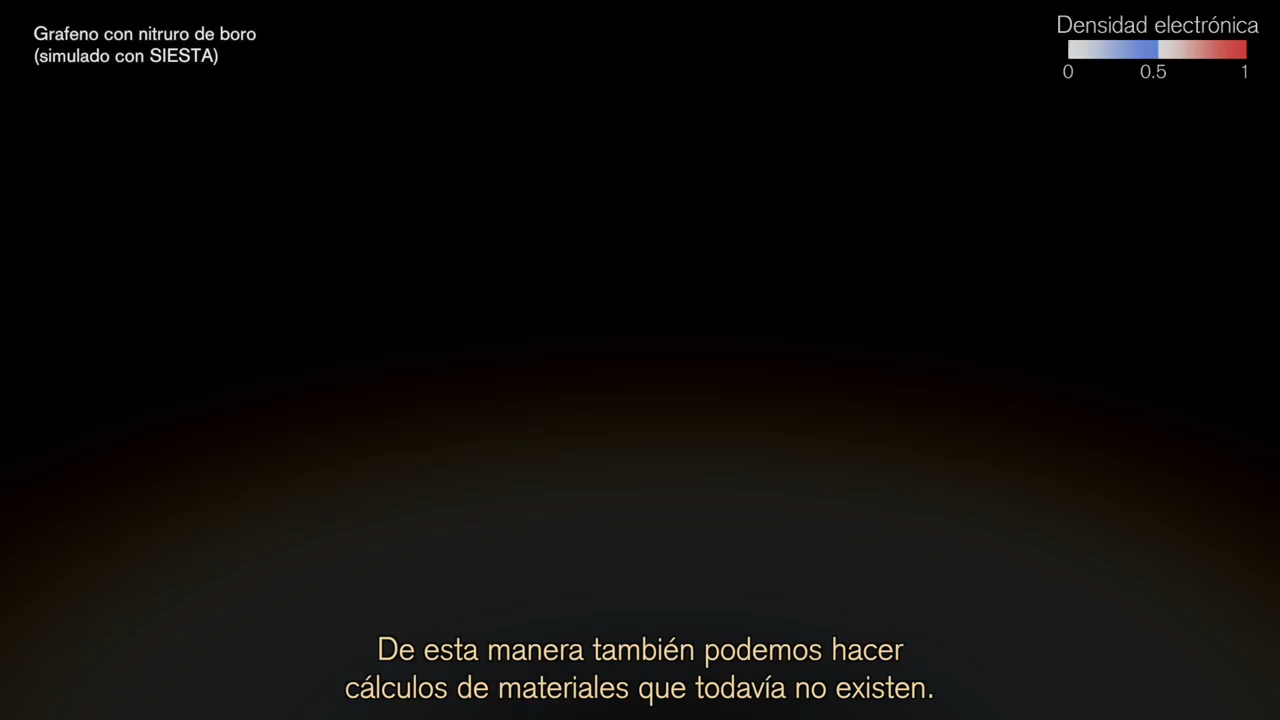 Grafeno con nitruro de boro
(simulado con SIESTA)
Densidad electrónica
0 0.5 1
De esta manera también podemos hacer
cálculos de materiales que todavía no existen.